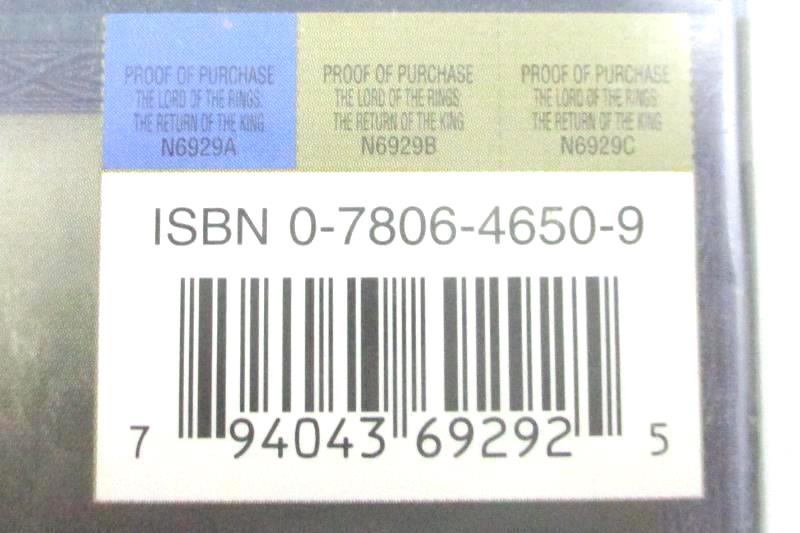 PROOF OF PURCHASE
THE LORD OF THE RINGS:
THE RETURN OF THE KING
N6929A
PROOF OF PURCHASE
THE LORD OF THE RINGS:
THE RETURN OF THE KING
N6929B
PROOF OF PURCHASE
THE LORD OF THE RINGS:
THE RETURN OF THE KING
N6929C
ISBN 0-7806-4650-9
7 94043 69292 5